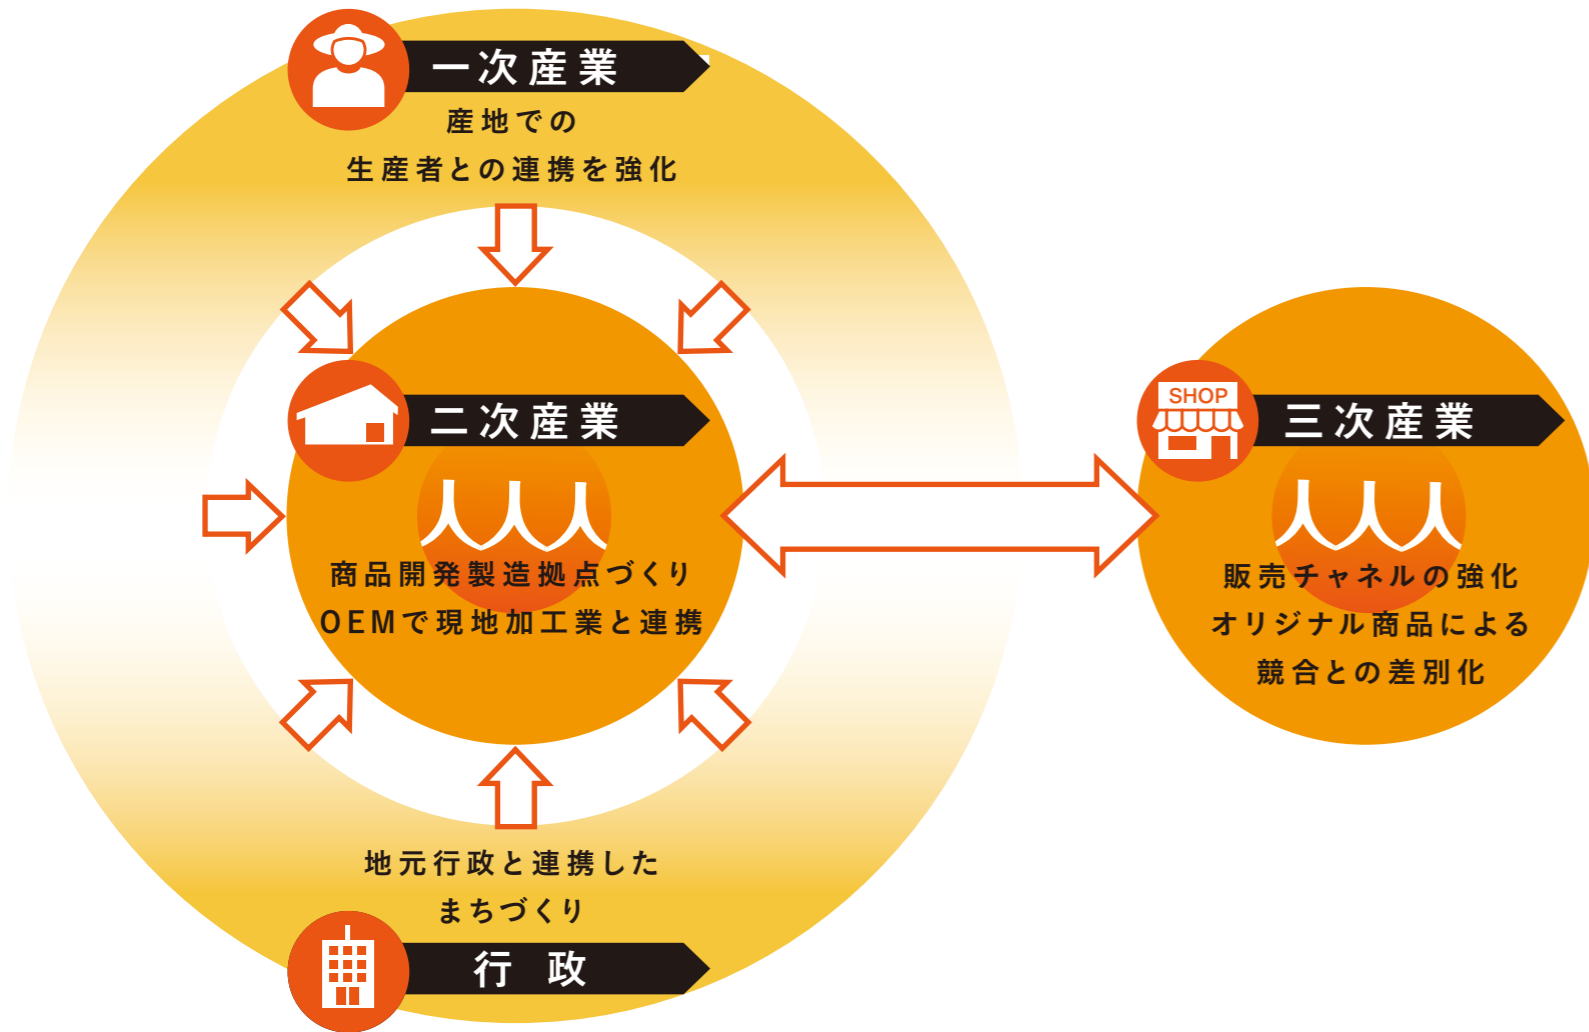 一次産業
産地での
生産者との連携を強化
二次産業
商品開発製造拠点づくり
OEMで現地加工業と連携
SHOP
三次産業
販売チャネルの強化
オリジナル商品による
競合との差別化
地元行政と連携した
まちづくり
行政